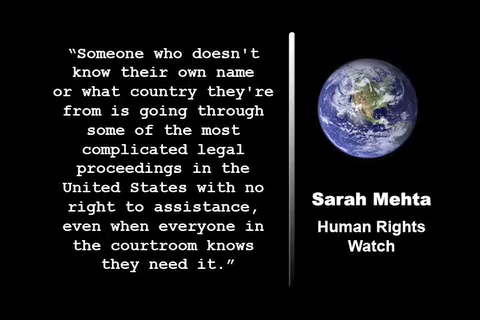 “Someone who doesn't
know their own name
or what country they're
from is going through
some of the most
complicated legal
proceedings in the
United States with no
right to assistance,
even when everyone in
the courtroom knows
they need it.”
Sarah Mehta
Human Rights
Watch